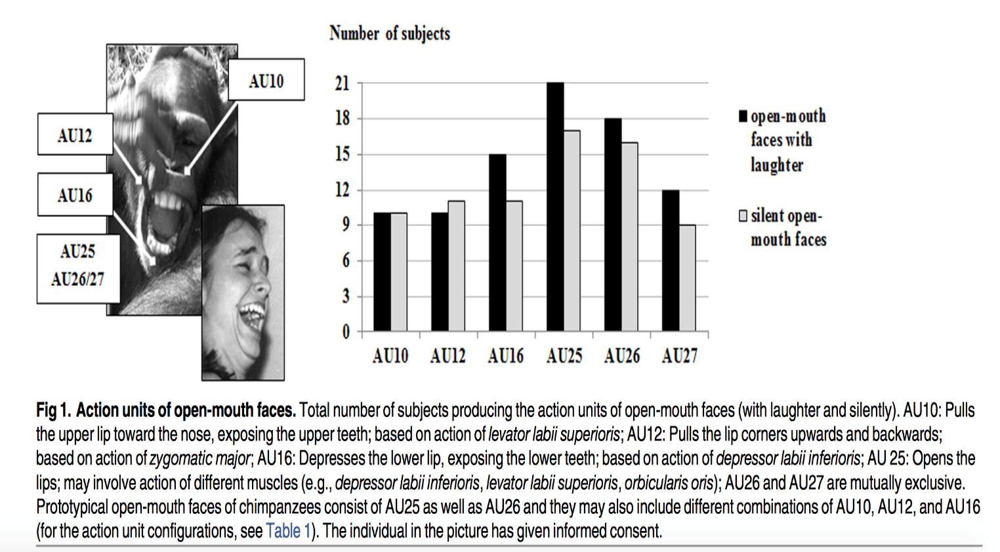 Number of subjects
AU10
AU12
AU16
AU25
AU26/27
21
18
15
12
9
6
3
0
AU10 AU12 AU16 AU25 AU26 AU27
open-mouth
faces with
laughter
silent open-
mouth faces
Fig 1. Action units of open-mouth faces. Total number of subjects producing the action units of open-mouth faces (with laughter and silently). AU10: Pulls
the upper lip toward the nose, exposing the upper teeth; based on action of levator labii superioris; AU12: Pulls the lip corners upwards and backwards;
based on action of zygomatic major; AU16: Depresses the lower lip, exposing the lower teeth; based on action of depressor labii inferioris; AU 25: Opens the
lips; may involve action of different muscles (e.g., depressor labii inferioris, levator labii superioris, orbicularis oris); AU26 and AU27 are mutually exclusive.
Prototypical open-mouth faces of chimpanzees consist of AU25 as well as AU26 and they may also include different combinations of AU10, AU12, and AU16
(for the action unit configurations, see Table 1). The individual in the picture has given informed consent.